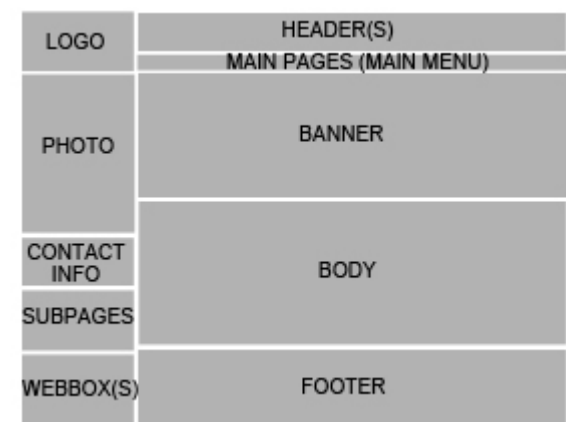 LOGO
HEADER(S)
MAIN PAGES (MAIN MENU)
PHOTO
BANNER
CONTACT
INFO
BODY
SUBPAGES
WEBBOX(S)
FOOTER